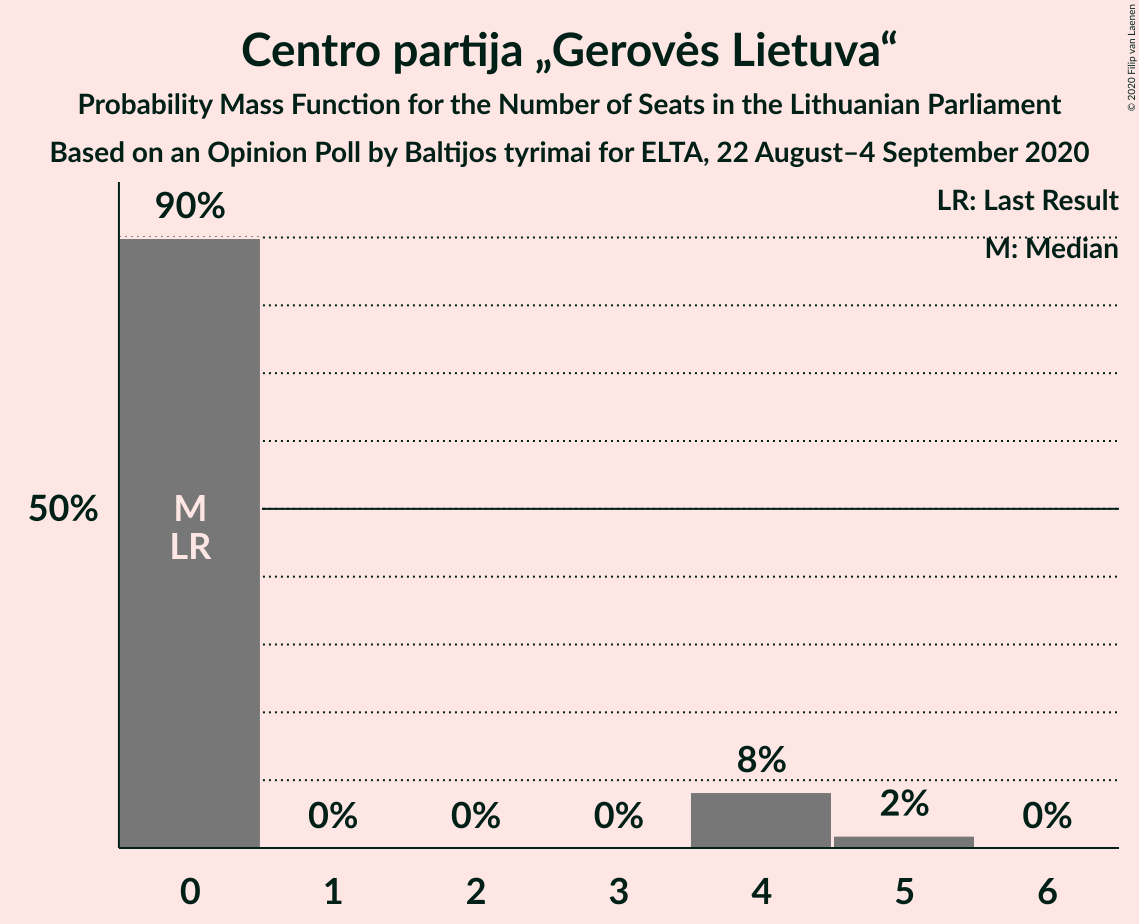 Centro partija „Gerovės Lietuva“
Probability Mass Function for the Number of Seats in the Lithuanian Parliament
Based on an Opinion Poll by Baltijos tyrimai for ELTA, 22 August–4 September 2020
© 2020 Filip van Laenen
LR: Last Result
M: Median
90%
50%
M
LR
0%
0%
0%
8%
2%
0%
0
1
2
3
4
5
6